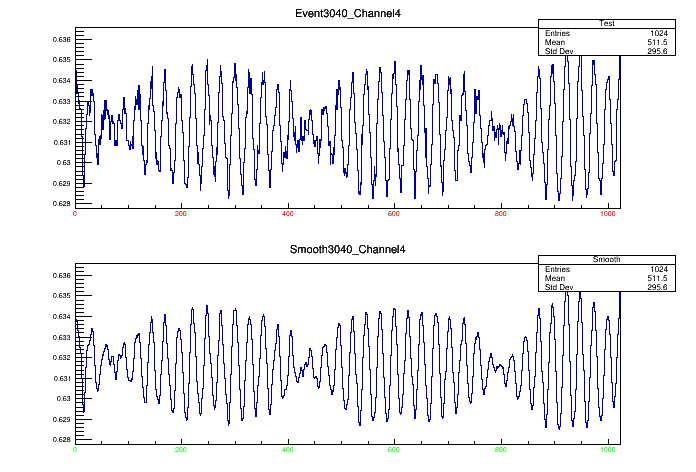 Event3040_Channel4
Test
Entries 1024
Mean 511.5
Std Dev 295.6
0.636
0.635
0.634
0.633
0.632
0.631
0.63
0.629
0.628
0 200 400 600 800 1000
Smooth3040_Channel4
Smooth
Entries 1024
Mean 511.5
Std Dev 295.6
0.636
0.635
0.634
0.633
0.632
0.631
0.63
0.629
0.628
0 200 400 600 800 1000